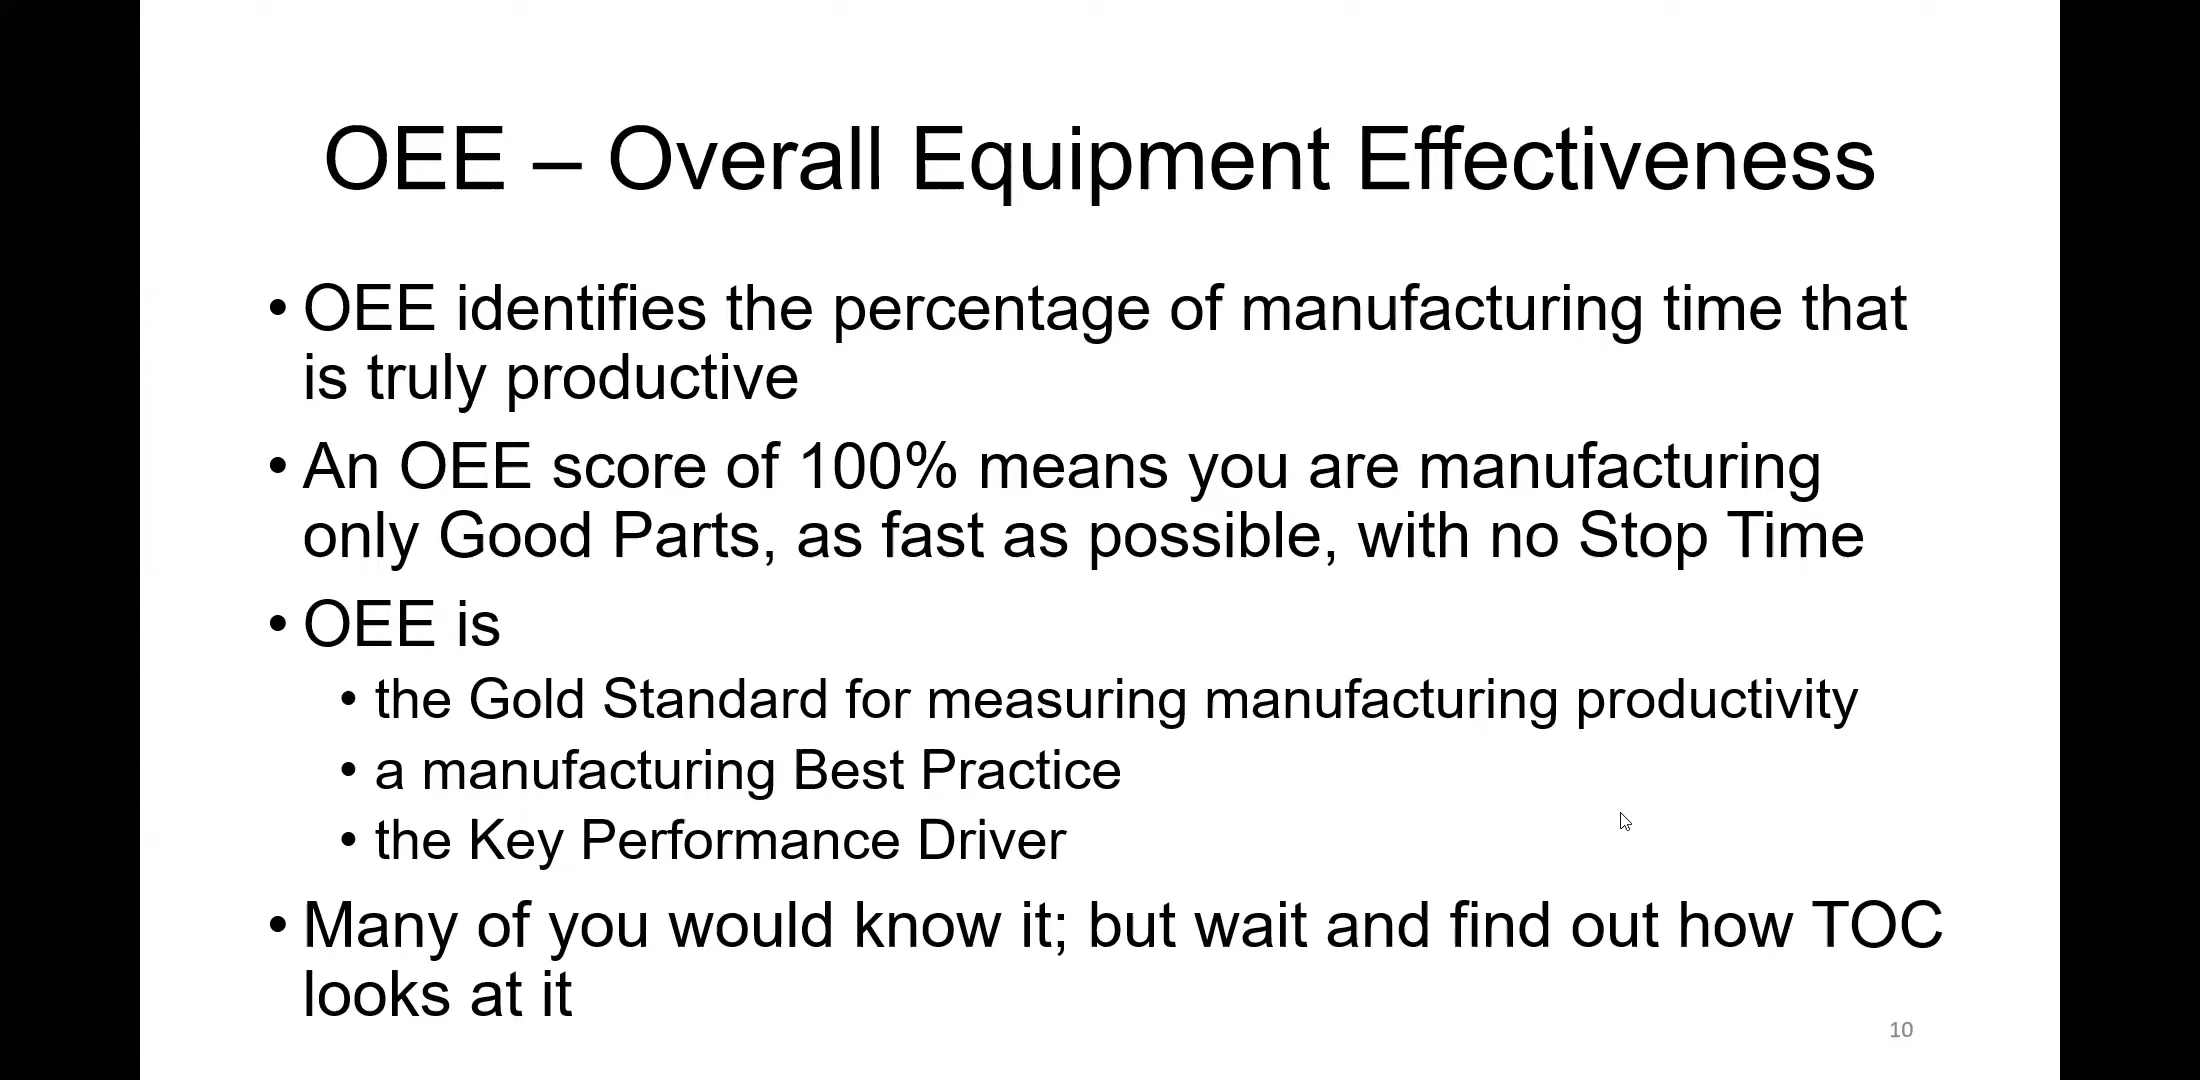 OEE – Overall Equipment Effectiveness
• OEE identifies the percentage of manufacturing time that
is truly productive
• An OEE score of 100% means you are manufacturing
only Good Parts, as fast as possible, with no Stop Time
• OEE is
• the Gold Standard for measuring manufacturing productivity
• a manufacturing Best Practice
• the Key Performance Driver
• Many of you would know it; but wait and find out how TOC
looks at it
10